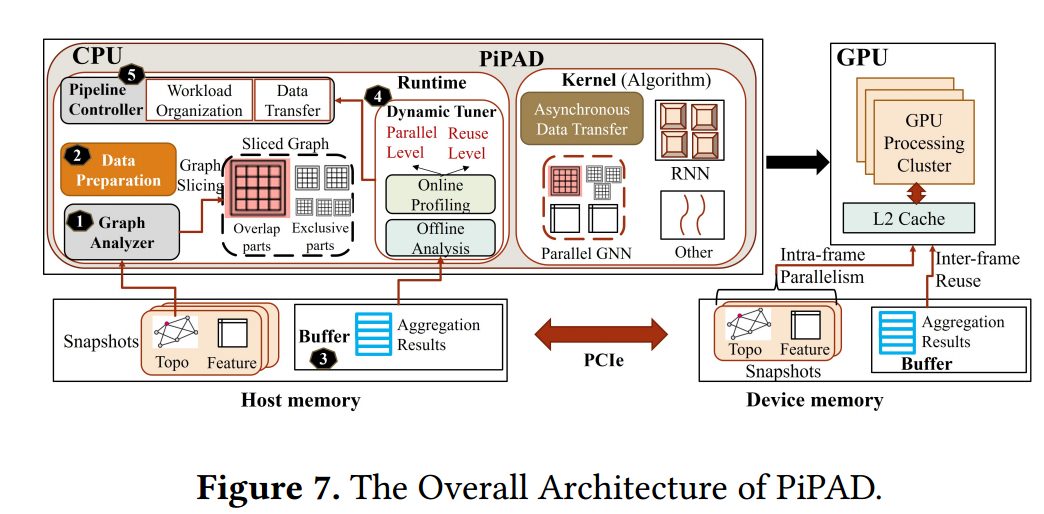 CPU
PiPAD
GPU
5
Pipeline
Controller
Workload
Organization
Data
Transfer
Runtime
4
Dynamic Tuner
Parallel
Level
Reuse
Level
Online
Profiling
Offline
Analysis
2
Data
Preparation
Graph
Slicing
1
Graph
Analyzer
Sliced Graph
Overlap
parts
Exclusive
parts
Kernel (Algorithm)
Asynchronous
Data Transfer
RNN
Parallel GNN
Other
GPU
Processing
Cluster
L2 Cache
Intra-frame
Parallelism
Inter-frame
Reuse
Snapshots
Topo
Feature
Buffer
3
Aggregation
Results
PCIe
Topo
Feature
Snapshots
Aggregation
Results
Buffer
Host memory
Device memory
Figure 7. The Overall Architecture of PiPAD.